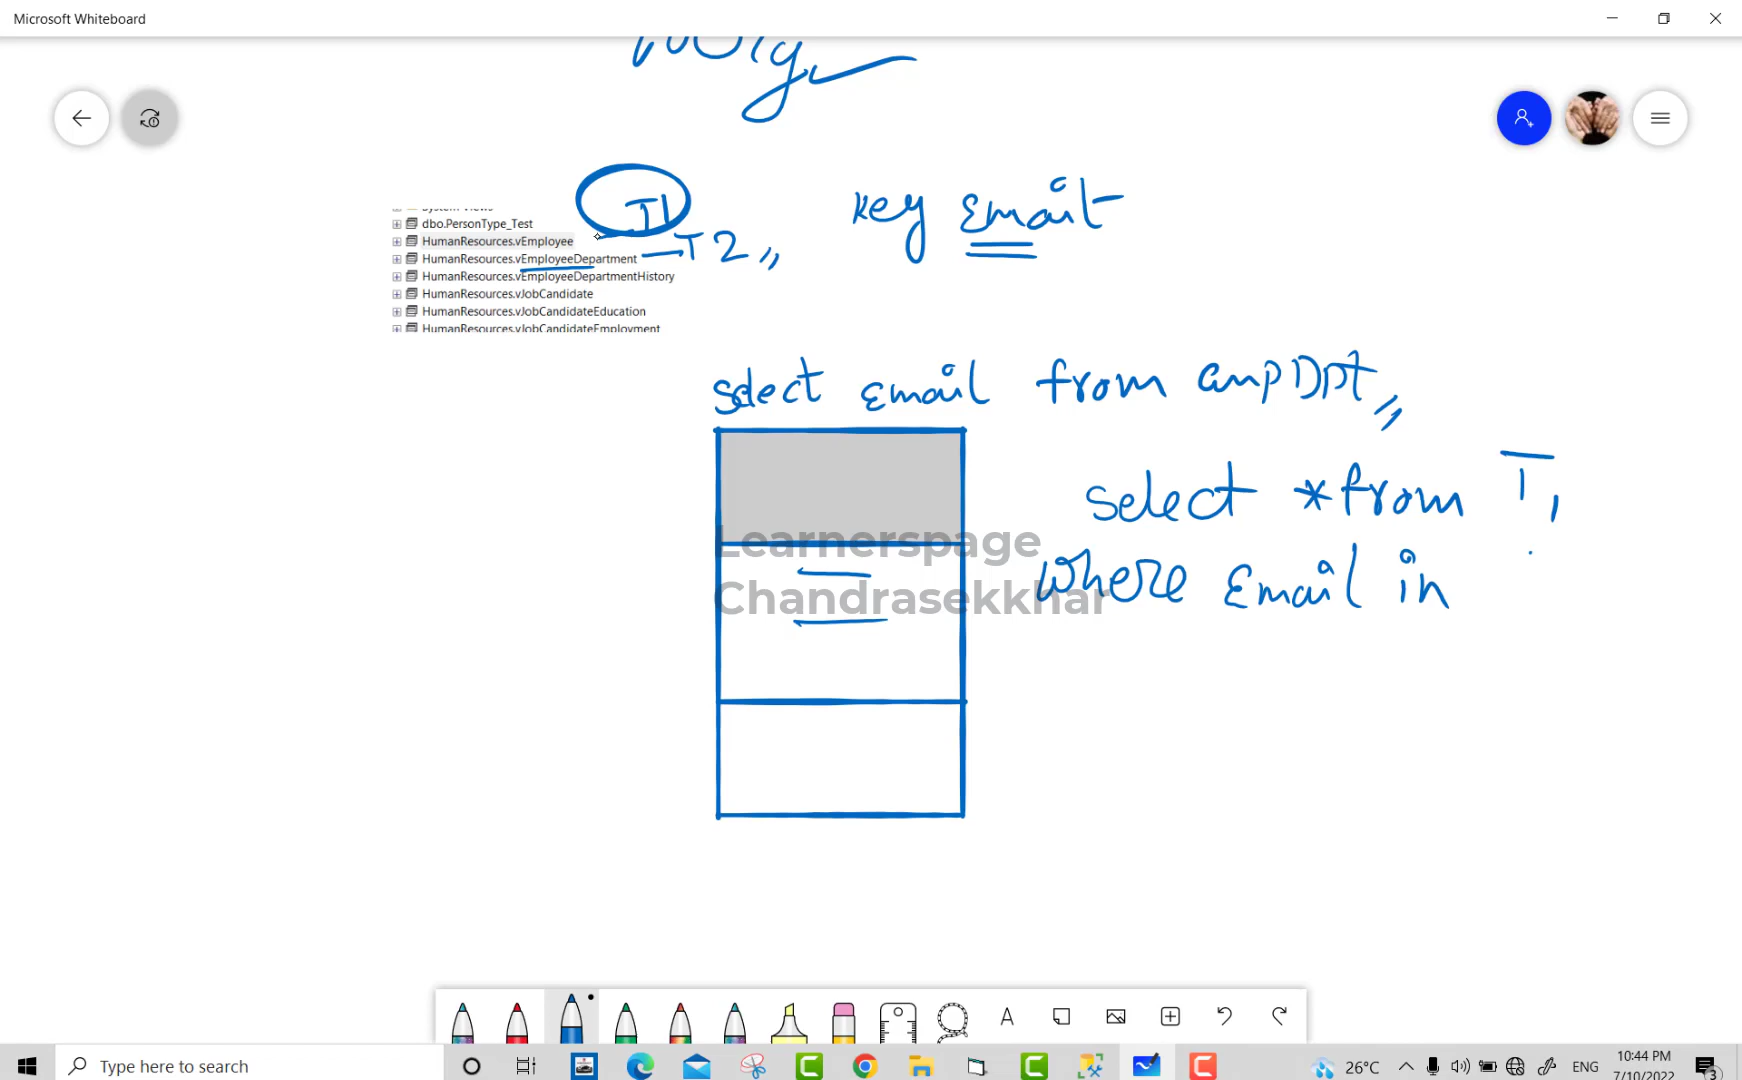 Microsoft Whiteboard
T1
dbo.PersonType_Test
HumanResources.vEmployee
HumanResources.vEmployeeDepartment
HumanResources.vEmployeeDepartmentHistory
HumanResources.vJobCandidate
HumanResources.vJobCandidateEducation
HumanResources.vJobCandidateEmployment
T2
Key Email
select email from empDpt
select * from T1
where Email in
Learnerspage
Chandrasekkhar
A
Type here to search
26°C
ENG
10:44 PM
7/10/2022
3